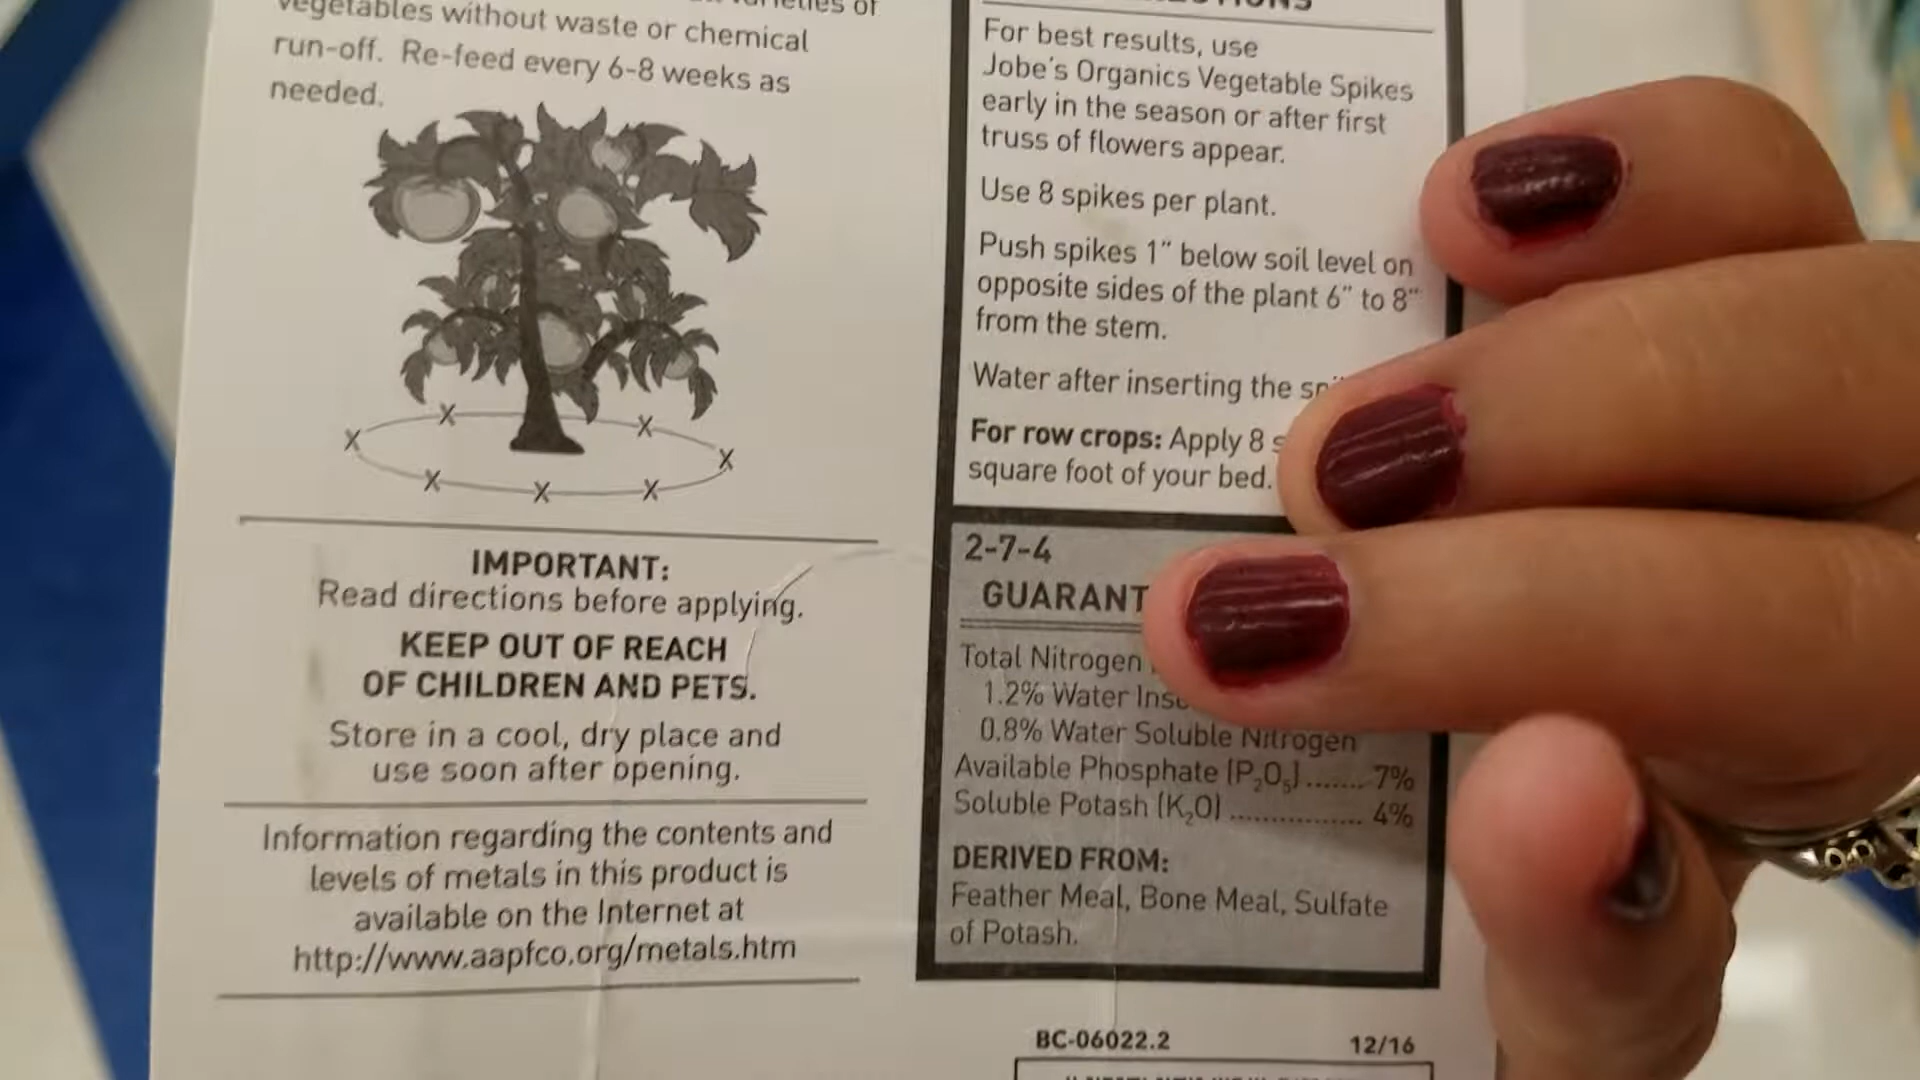 vegetables without waste or chemical
run-off. Re-feed every 6-8 weeks as
needed.
X X X X X X X X
IMPORTANT:
Read directions before applying.
KEEP OUT OF REACH
OF CHILDREN AND PETS.
Store in a cool, dry place and
use soon after opening.
Information regarding the contents and
levels of metals in this product is
available on the Internet at
http://www.aapfco.org/metals.htm
For best results, use
Jobe's Organics Vegetable Spikes
early in the season or after first
truss of flowers appear.
Use 8 spikes per plant.
Push spikes 1" below soil level on
opposite sides of the plant 6" to 8"
from the stem.
Water after inserting the
For row crops: Apply 8
square foot of your bed.
2-7-4
GUARANT
Total Nitrogen
1.2% Water
0.8% Water Soluble Nitrogen
Available Phosphate (P₂O₅)....... 7%
Soluble Potash (K₂O) ................ 4%
DERIVED FROM:
Feather Meal, Bone Meal, Sulfate
of Potash.
BC-06022.2 12/16